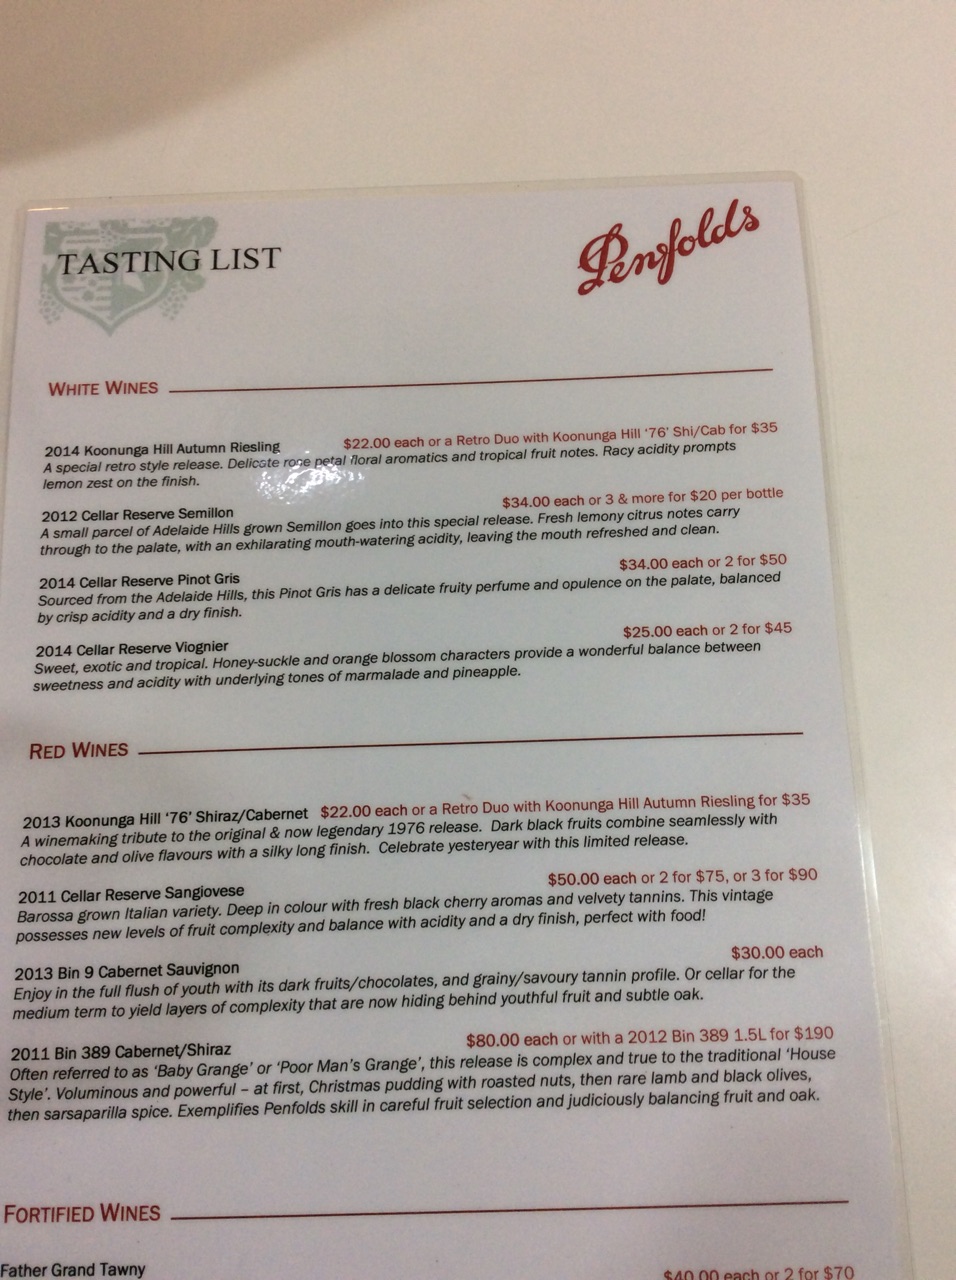 TASTING LIST
Penfolds
WHITE WINES
2014 Koonunga Hill Autumn Riesling $22.00 each or a Retro Duo with Koonunga Hill ‘76’ Shi/Cab for $35
A special retro style release. Delicate rose petal floral aromatics and tropical fruit notes. Racy acidity prompts
lemon zest on the finish.
2012 Cellar Reserve Semillon $34.00 each or 3 & more for $20 per bottle
A small parcel of Adelaide Hills grown Semillon goes into this special release. Fresh lemony citrus notes carry
through to the palate, with an exhilarating mouth-watering acidity, leaving the mouth refreshed and clean.
2014 Cellar Reserve Pinot Gris $34.00 each or 2 for $50
Sourced from the Adelaide Hills, this Pinot Gris has a delicate fruity perfume and opulence on the palate, balanced
by crisp acidity and a dry finish.
2014 Cellar Reserve Viognier $25.00 each or 2 for $45
Sweet, exotic and tropical. Honey-suckle and orange blossom characters provide a wonderful balance between
sweetness and acidity with underlying tones of marmalade and pineapple.
RED WINES
2013 Koonunga Hill ‘76’ Shiraz/Cabernet $22.00 each or a Retro Duo with Koonunga Hill Autumn Riesling for $35
A winemaking tribute to the original & now legendary 1976 release. Dark black fruits combine seamlessly with
chocolate and olive flavours with a silky long finish. Celebrate yesteryear with this limited release.
2011 Cellar Reserve Sangiovese $50.00 each or 2 for $75, or 3 for $90
Barossa grown Italian variety. Deep in colour with fresh black cherry aromas and velvety tannins. This vintage
possesses new levels of fruit complexity and balance with acidity and a dry finish, perfect with food!
2013 Bin 9 Cabernet Sauvignon $30.00 each
Enjoy in the full flush of youth with its dark fruits/chocolates, and grainy/savoury tannin profile. Or cellar for the
medium term to yield layers of complexity that are now hiding behind youthful fruit and subtle oak.
2011 Bin 389 Cabernet/Shiraz $80.00 each or with a 2012 Bin 389 1.5L for $190
Often referred to as ‘Baby Grange’ or ‘Poor Man’s Grange’, this release is complex and true to the traditional ‘House
Style’. Voluminous and powerful – at first, Christmas pudding with roasted nuts, then rare lamb and black olives,
then sarsaparilla spice. Exemplifies Penfolds skill in careful fruit selection and judiciously balancing fruit and oak.
FORTIFIED WINES
Father Grand Tawny $40.00 each or 2 for $70